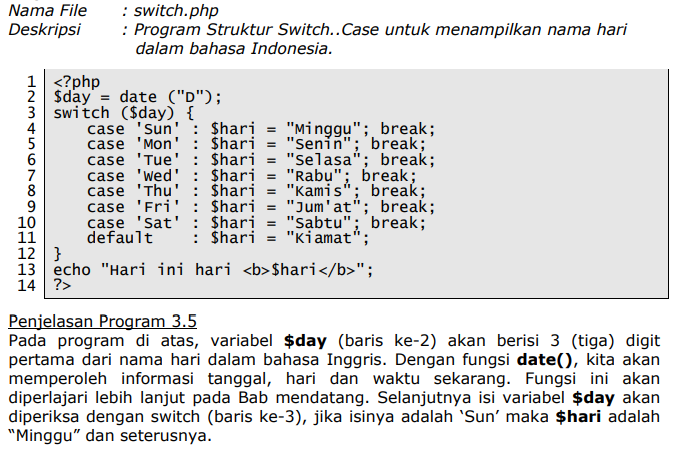 Nama File : switch.php
Deskripsi : Program Struktur Switch..Case untuk menampilkan nama hari
dalam bahasa Indonesia.
1 <?php
2 $day = date ("D");
3 switch ($day) {
4 case 'Sun' : $hari = "Minggu"; break;
5 case 'Mon' : $hari = "Senin"; break;
6 case 'Tue' : $hari = "Selasa"; break;
7 case 'Wed' : $hari = "Rabu"; break;
8 case 'Thu' : $hari = "Kamis"; break;
9 case 'Fri' : $hari = "Jum'at"; break;
10 case 'Sat' : $hari = "Sabtu"; break;
11 default : $hari = "Kiamat";
12 }
13 echo "Hari ini hari <b>$hari</b>";
14 ?>
Penjelasan Program 3.5
Pada program di atas, variabel $day (baris ke-2) akan berisi 3 (tiga) digit
pertama dari nama hari dalam bahasa Inggris. Dengan fungsi date(), kita akan
memperoleh informasi tanggal, hari dan waktu sekarang. Fungsi ini akan
diperlajari lebih lanjut pada Bab mendatang. Selanjutnya isi variabel $day akan
diperiksa dengan switch (baris ke-3), jika isinya adalah ‘Sun’ maka $hari adalah
“Minggu” dan seterusnya.